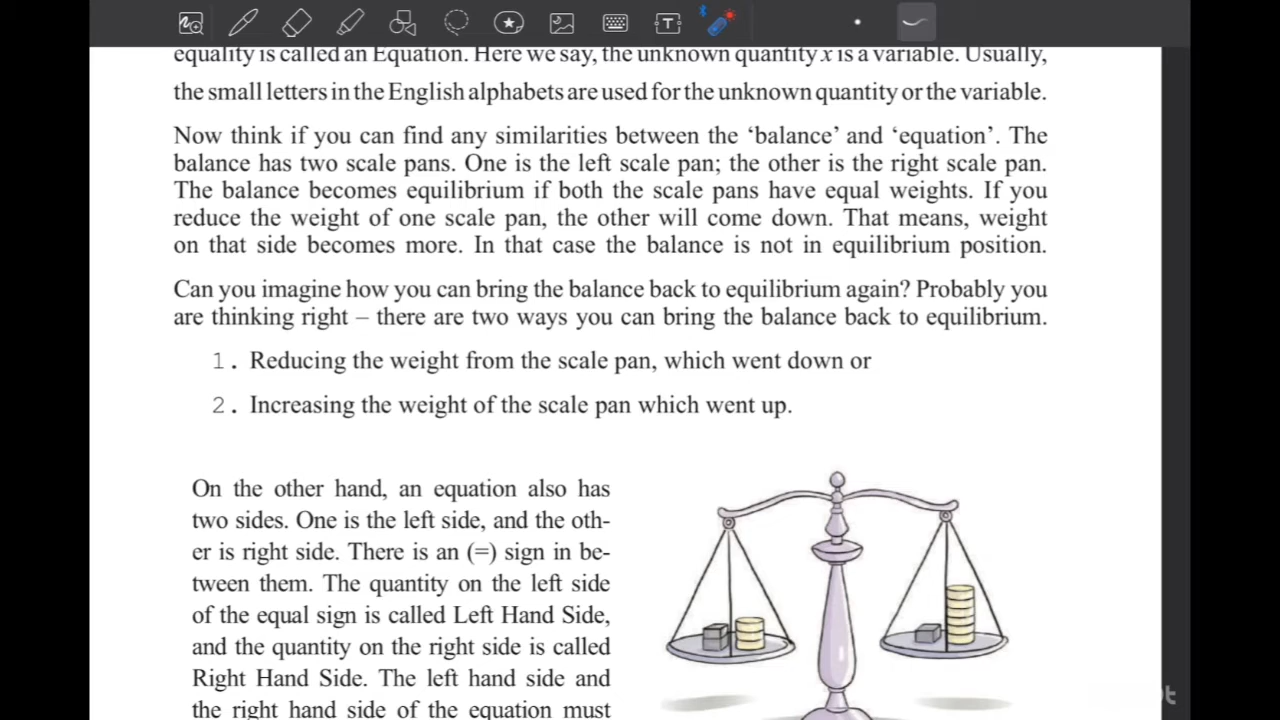 equality is called an Equation. Here we say, the unknown quantity x is a variable. Usually,
the small letters in the English alphabets are used for the unknown quantity or the variable.
Now think if you can find any similarities between the ‘balance’ and ‘equation’. The
balance has two scale pans. One is the left scale pan; the other is the right scale pan.
The balance becomes equilibrium if both the scale pans have equal weights. If you
reduce the weight of one scale pan, the other will come down. That means, weight
on that side becomes more. In that case the balance is not in equilibrium position.
Can you imagine how you can bring the balance back to equilibrium again? Probably you
are thinking right – there are two ways you can bring the balance back to equilibrium.
1. Reducing the weight from the scale pan, which went down or
2. Increasing the weight of the scale pan which went up.
On the other hand, an equation also has
two sides. One is the left side, and the oth-
er is right side. There is an (=) sign in be-
tween them. The quantity on the left side
of the equal sign is called Left Hand Side,
and the quantity on the right side is called
Right Hand Side. The left hand side and
the right hand side of the equation must